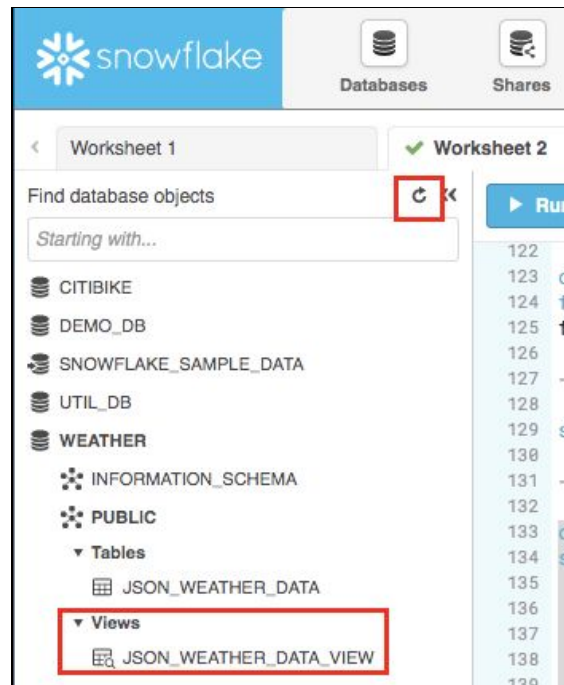 snowflake
Databases
Shares
Worksheet 1
Worksheet 2
Find database objects
Starting with...
CITIBIKE
DEMO_DB
SNOWFLAKE_SAMPLE_DATA
UTIL_DB
WEATHER
INFORMATION_SCHEMA
PUBLIC
Tables
JSON_WEATHER_DATA
Views
JSON_WEATHER_DATA_VIEW
122
123
124
125
126
127
128
129
130
131
132
133
134
135
136
137
138